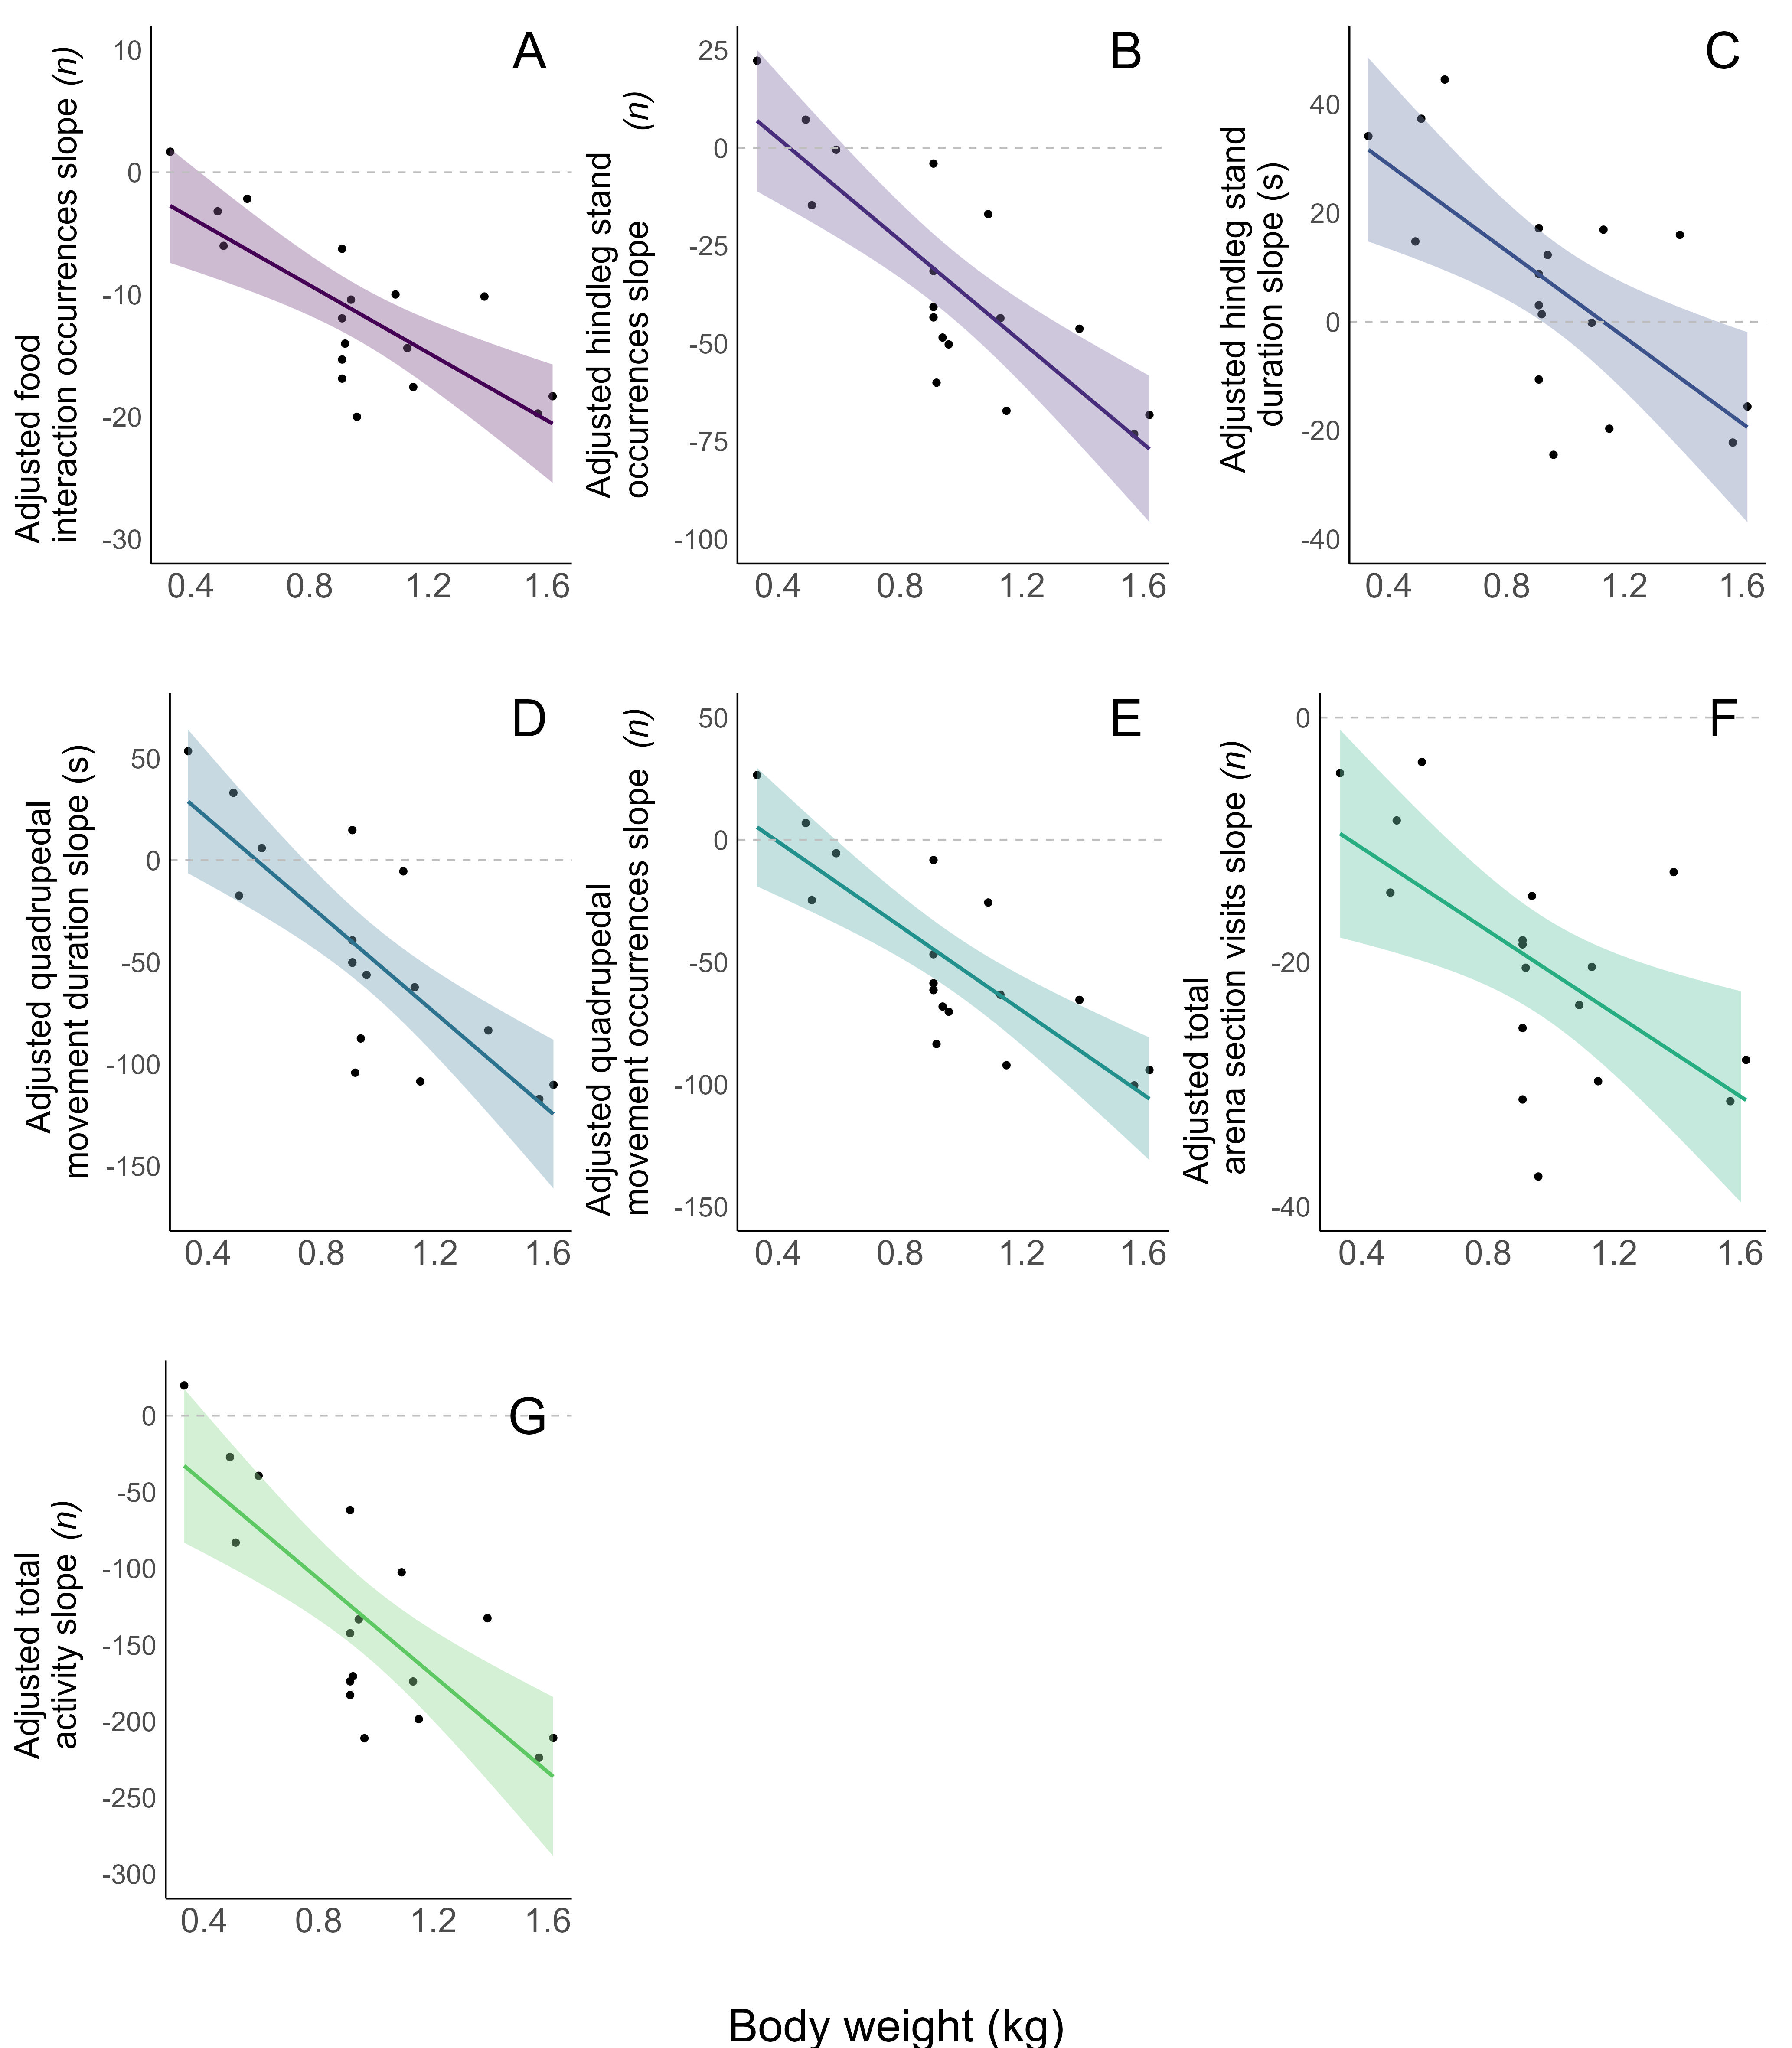 A
Adjusted food
interaction occurrences slope (n)
10
0
-10
-20
-30
0.4 0.8 1.2 1.6
B
Adjusted hindleg stand
occurrences slope (n)
25
0
-25
-50
-75
-100
0.4 0.8 1.2 1.6
C
Adjusted hindleg stand
duration slope (s)
40
20
0
-20
-40
0.4 0.8 1.2 1.6
D
Adjusted quadrupedal
movement duration slope (s)
50
0
-50
-100
-150
0.4 0.8 1.2 1.6
E
Adjusted quadrupedal
movement occurrences slope (n)
50
0
-50
-100
-150
0.4 0.8 1.2 1.6
F
Adjusted total
arena section visits slope (n)
0
-20
-40
0.4 0.8 1.2 1.6
G
Adjusted total
activity slope (n)
0
-50
-100
-150
-200
-250
-300
0.4 0.8 1.2 1.6
Body weight (kg)